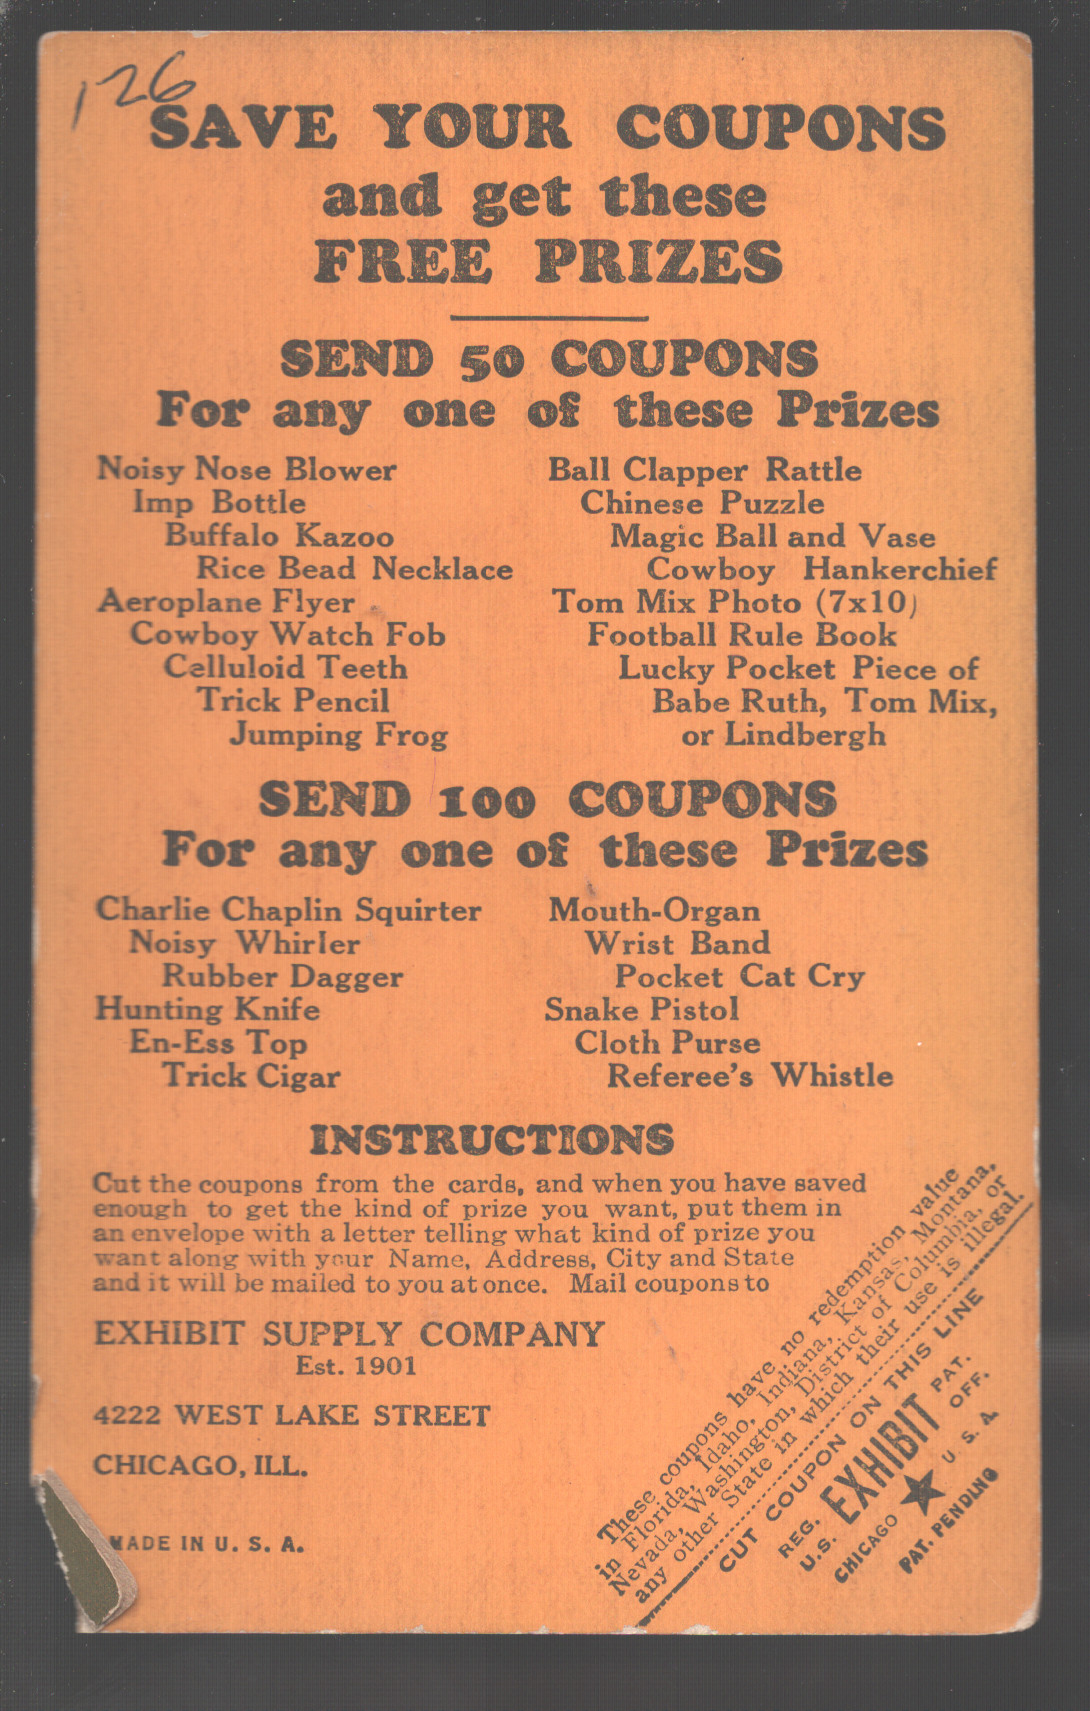 126
SAVE YOUR COUPONS
and get these
FREE PRIZES
SEND 50 COUPONS
For any one of these Prizes
Noisy Nose Blower
Imp Bottle
Buffalo Kazoo
Rice Bead Necklace
Aeroplane Flyer
Cowboy Watch Fob
Celluloid Teeth
Trick Pencil
Jumping Frog
Ball Clapper Rattle
Chinese Puzzle
Magic Ball and Vase
Cowboy Hankerchief
Tom Mix Photo (7x10)
Football Rule Book
Lucky Pocket Piece of
Babe Ruth, Tom Mix,
or Lindbergh
SEND 100 COUPONS
For any one of these Prizes
Charlie Chaplin Squirter
Noisy Whirler
Rubber Dagger
Hunting Knife
En-Ess Top
Trick Cigar
Mouth-Organ
Wrist Band
Pocket Cat Cry
Snake Pistol
Cloth Purse
Referee's Whistle
INSTRUCTIONS
Cut the coupons from the cards, and when you have saved
enough to get the kind of prize you want, put them in
an envelope with a letter telling what kind of prize you
want along with your Name, Address, City and State
and it will be mailed to you at once. Mail coupons to
EXHIBIT SUPPLY COMPANY
Est. 1901
4222 WEST LAKE STREET
CHICAGO, ILL.
MADE IN U. S. A.
These coupons have no redemption value
in Florida, Idaho, Indiana, Kansas, Montana,
Nevada, Washington, District of Columbia, or
any other State in which their use is illegal.
CUT COUPON ON THIS LINE
REG. EXHIBIT PAT.
U.S. OFF.
CHICAGO U. S. A.
PAT. PENDING